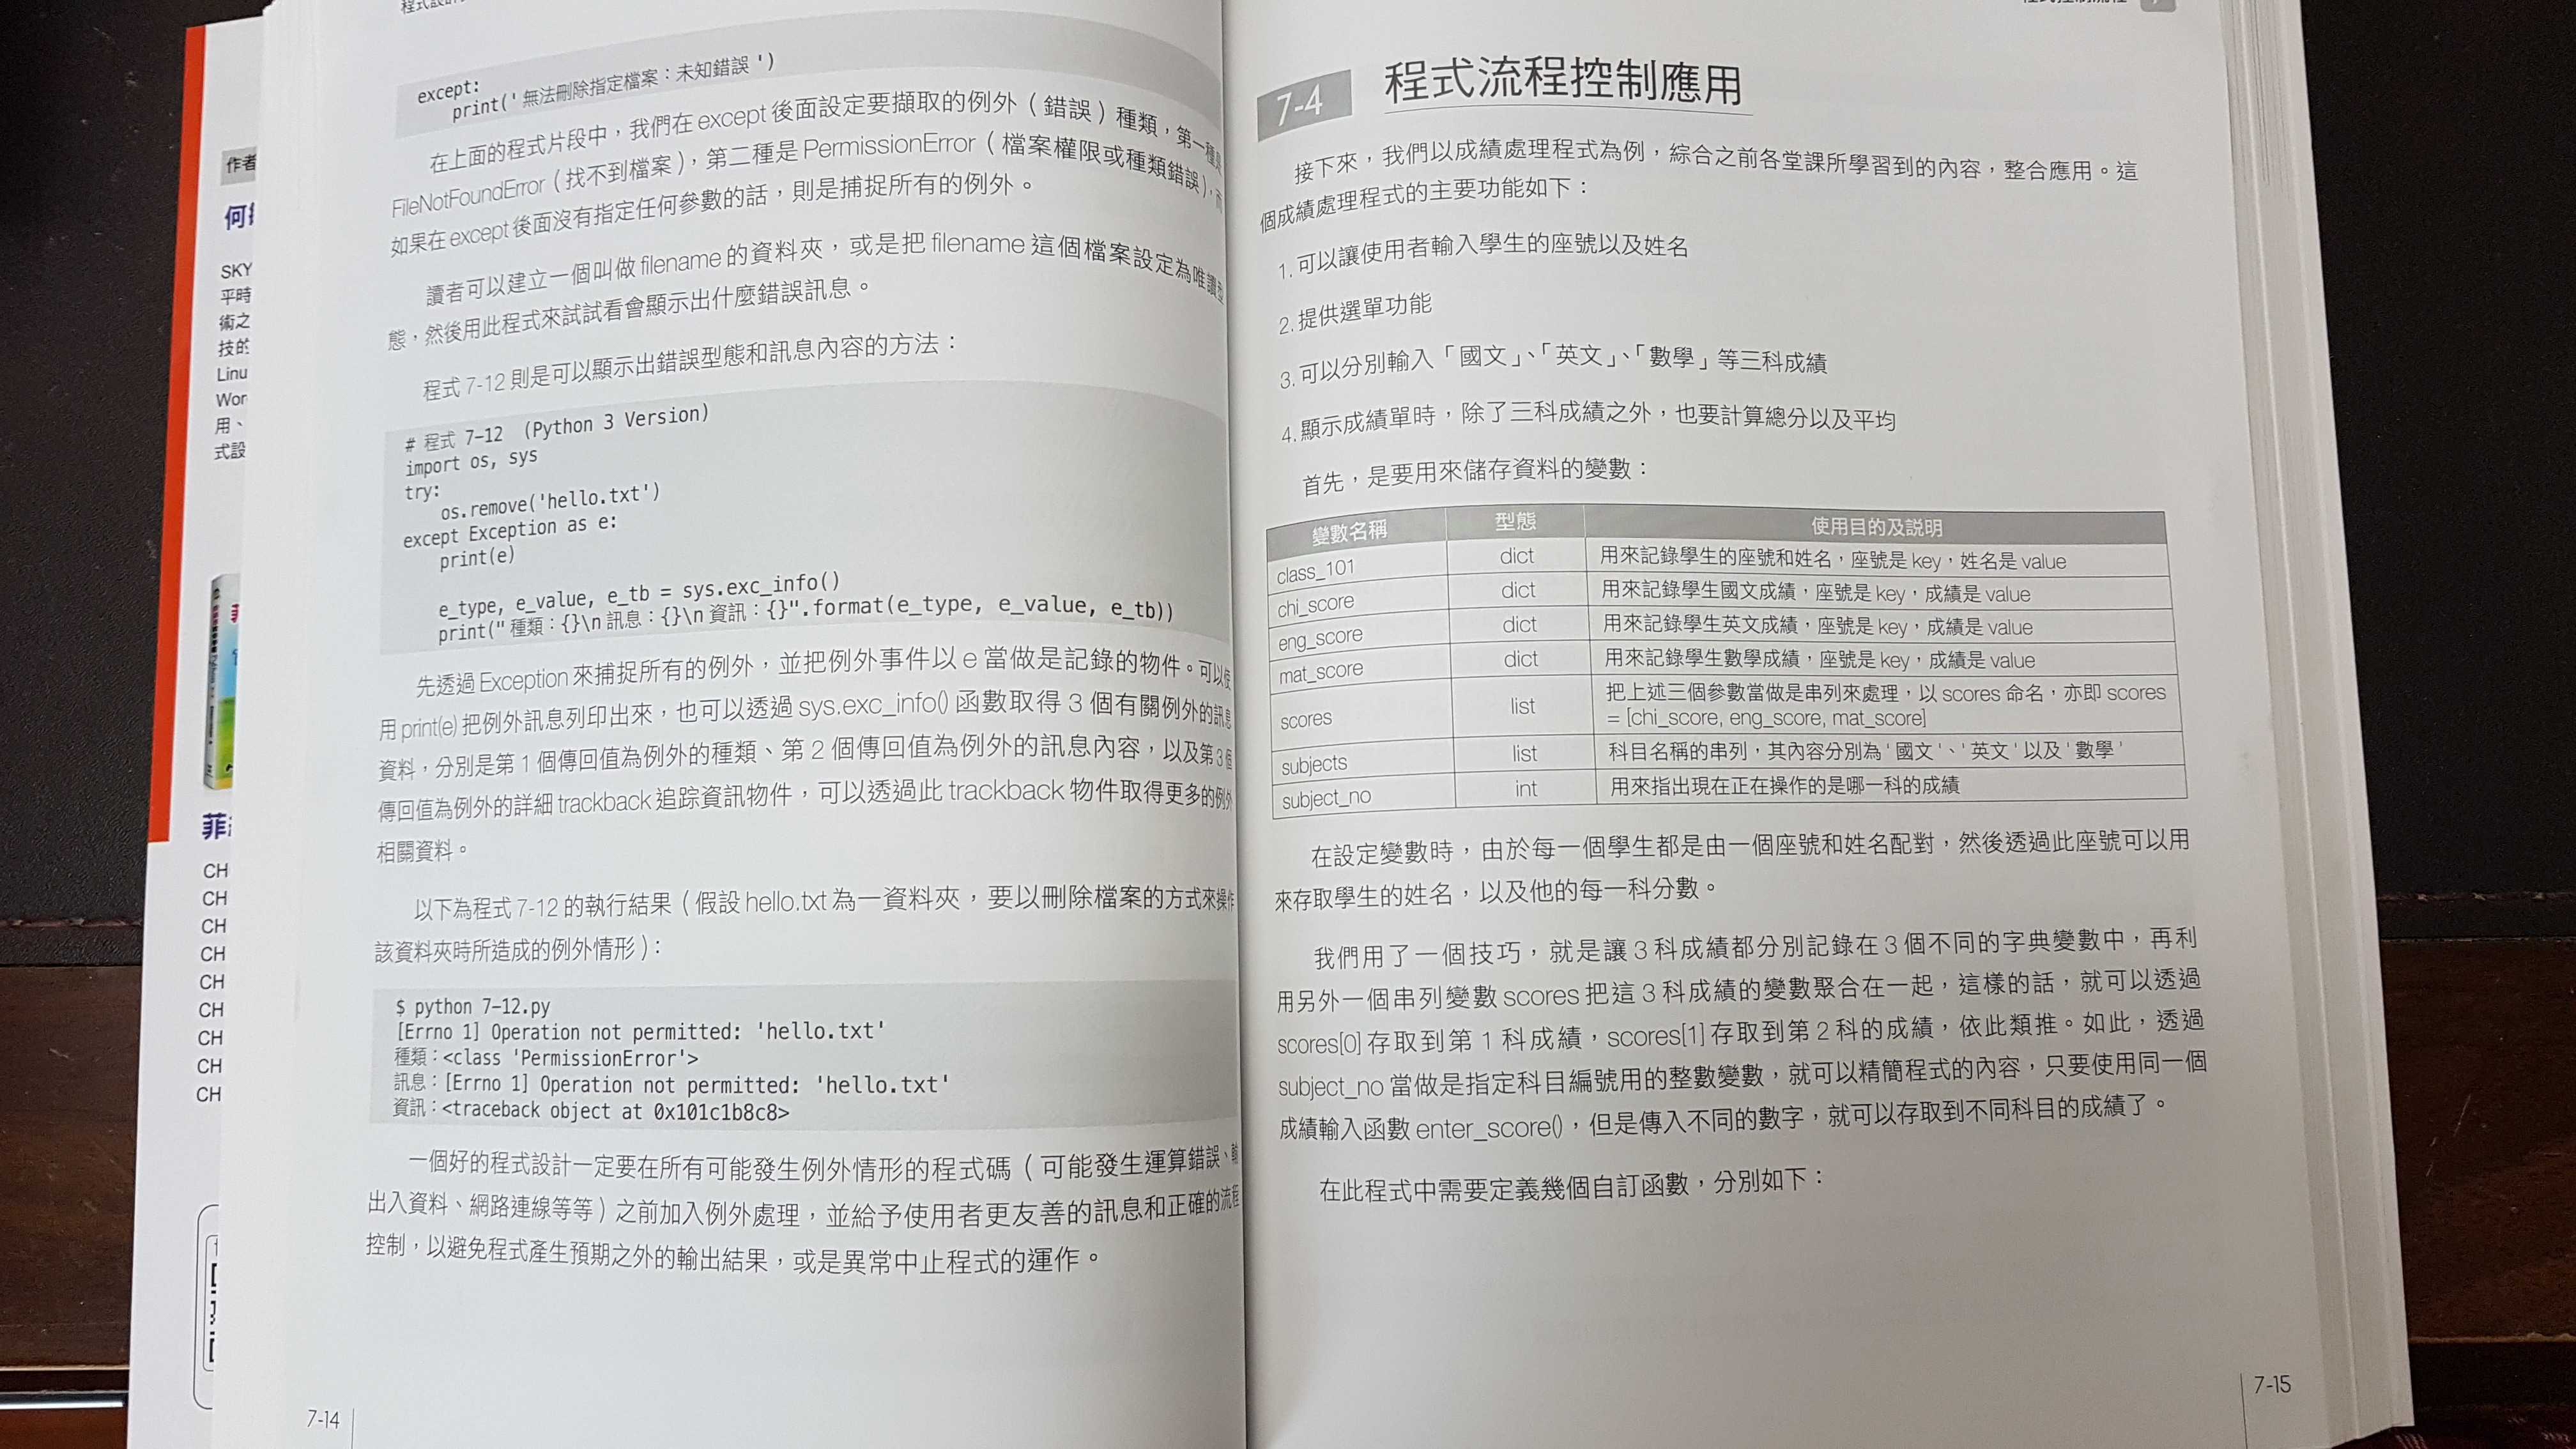 作者
SKY
平時
術之
技的
Linu
Wor
用、
式設
CH
CH
CH
CH
CH
CH
CH
CH
CH
except:
print('無法刪除指定檔案:未知錯誤')
在上面的程式片段中,我們在 except 後面設定要擷取的例外(錯誤)種類,第一種是
FileNotFoundError(找不到檔案),第二種是 PermissionError(檔案權限或種類錯誤),而
如果在 except 後面沒有指定任何參數的話,則是捕捉所有的例外。
讀者可以建立一個叫做 filename 的資料夾,或是把 filename 這個檔案設定為唯讀型
態,然後用此程式來試試看會顯示出什麼錯誤訊息。
程式 7-12 則是可以顯示出錯誤型態和訊息內容的方法:
# 程式 7-12 (Python 3 Version)
import os, sys
try:
os.remove('hello.txt')
except Exception as e:
print(e)
e_type, e_value, e_tb = sys.exc_info()
print("種類:{}\n 訊息:{}\n 資訊:{}".format(e_type, e_value, e_tb))
先透過 Exception 來捕捉所有的例外,並把例外事件以 e 當做是記錄的物件。可以使
用 print(e) 把例外訊息列印出來,也可以透過 sys.exc_info() 函數取得 3 個有關例外的訊息
資料,分別是第 1 個傳回值為例外的種類、第 2 個傳回值為例外的訊息內容,以及第 3 個
傳回值為例外的詳細 trackback 追踪資訊物件,可以透過此 trackback 物件取得更多的例外
相關資料。
以下為程式 7-12 的執行結果(假設 hello.txt 為一資料夾,要以刪除檔案的方式來操作
該資料夾時所造成的例外情形):
$ python 7-12.py
[Errno 1] Operation not permitted: 'hello.txt'
種類:<class 'PermissionError'>
訊息:[Errno 1] Operation not permitted: 'hello.txt'
資訊:<traceback object at 0x101c1b8c8>
一個好的程式設計一定要在所有可能發生例外情形的程式碼(可能發生運算錯誤、輸
出入資料、網路連線等等)之前加入例外處理,並給予使用者更友善的訊息和正確的流程
控制,以避免程式產生預期之外的輸出結果,或是異常中止程式的運作。
7-14
7-4 程式流程控制應用
接下來,我們以成績處理程式為例,綜合之前各堂課所學習到的內容,整合應用。這
個成績處理程式的主要功能如下:
1. 可以讓使用者輸入學生的座號以及姓名
2. 提供選單功能
3. 可以分別輸入「國文」、「英文」、「數學」等三科成績
4. 顯示成績單時,除了三科成績之外,也要計算總分以及平均
首先,是要用來儲存資料的變數:
變數名稱 型態 使用目的及說明
class_101 dict 用來記錄學生的座號和姓名,座號是 key,姓名是 value
chi_score dict 用來記錄學生國文成績,座號是 key,成績是 value
eng_score dict 用來記錄學生英文成績,座號是 key,成績是 value
mat_score dict 用來記錄學生數學成績,座號是 key,成績是 value
scores list 把上述三個參數當做是串列來處理,以 scores 命名,亦即 scores
= [chi_score, eng_score, mat_score]
subjects list 科目名稱的串列,其內容分別為 '國文'、'英文' 以及 '數學'
subject_no int 用來指出現在正在操作的是哪一科的成績
在設定變數時,由於每一個學生都是由一個座號和姓名配對,然後透過此座號可以用
來存取學生的姓名,以及他的每一科分數。
我們用了一個技巧,就是讓 3 科成績都分別記錄在 3 個不同的字典變數中,再利
用另外一個串列變數 scores 把這 3 科成績的變數聚合在一起,這樣的話,就可以透過
scores[0] 存取到第 1 科成績,scores[1] 存取到第 2 科的成績,依此類推。如此,透過
subject_no 當做是指定科目編號用的整數變數,就可以精簡程式的內容,只要使用同一個
成績輸入函數 enter_score(),但是傳入不同的數字,就可以存取到不同科目的成績了。
在此程式中需要定義幾個自訂函數,分別如下:
7-15